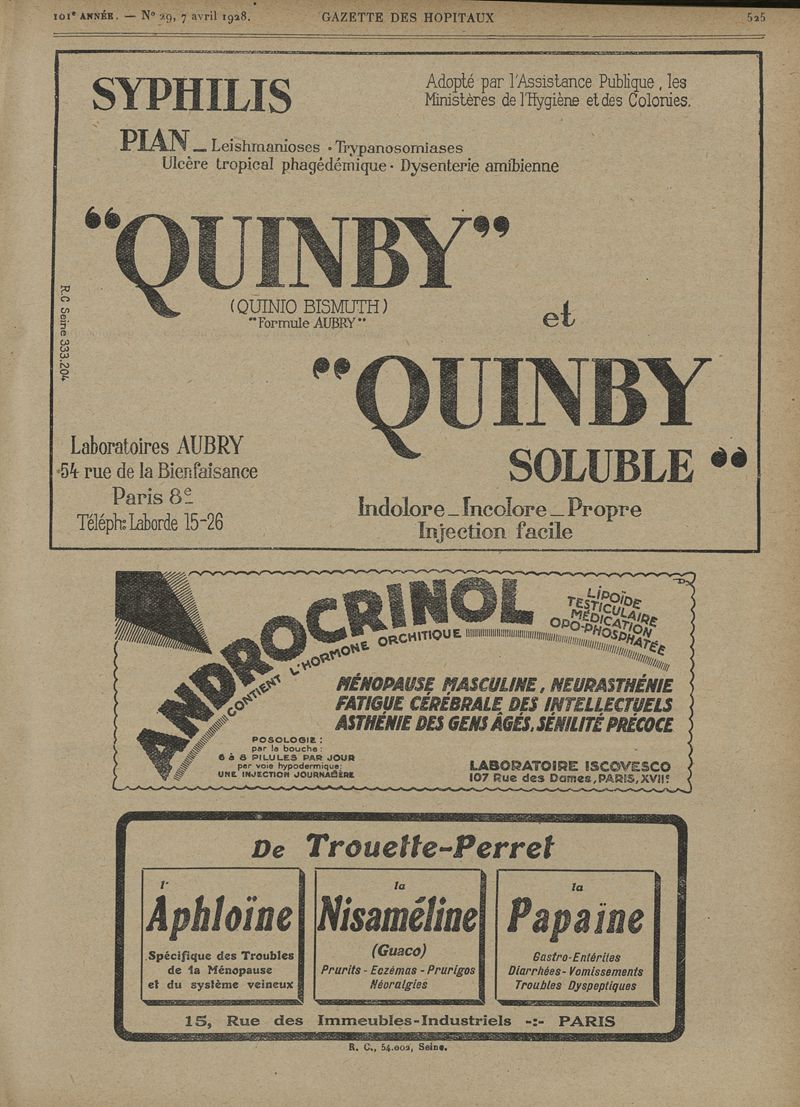 101e ANNÉE. — No 29, 7 avril 1928.
GAZETTE DES HOPITAUX
525
SYPHILIS
Adopté par l'Assistance Publique, les
Ministères de l'Hygiène et des Colonies.
PIAN — Leishmanioses - Trypanosomiases
Ulcère tropical phagédémique - Dysenterie amibienne
"QUINBY"
(QUINIO BISMUTH)
"Formule AUBRY"
et
R.C Seine 333.204
"QUINBY
SOLUBLE"
Laboratoires AUBRY
54 rue de la Bienfaisance
Paris 8e
Téléph: Laborde 15-26
Indolore — Incolore — Propre
Injection facile
ANDROCRINOL
CONTIENT L'HORMONE ORCHITIQUE
LIPOÏDE
TESTICULAIRE
MÉDICATION
OPO-PHOSPHATÉE
MÉNOPAUSE MASCULINE, NEURASTHÉNIE
FATIGUE CÉRÉBRALE DES INTELLECTUELS
ASTHÉNIE DES GENS ÂGÉS, SÉNILITÉ PRÉCOCE
POSOLOGIE:
par la bouche:
6 à 8 PILULES PAR JOUR
par voie hypodermique:
UNE INJECTION JOURNALIÈRE
LABORATOIRE ISCOVESCO
107 Rue des Dames, PARIS, XVIIe
De Trouette-Perret
l'
Aphloïne
Spécifique des Troubles
de la Ménopause
et du système veineux
la
Nisaméline
(Guaco)
Prurits - Eczémas - Prurigos
Néoralgies
la
Papaïne
Gastro-Entérites
Diarrhées - Vomissements
Troubles Dyspeptiques
15, Rue des Immeubles-Industriels -:- PARIS
R. C., 54.002, Seine.